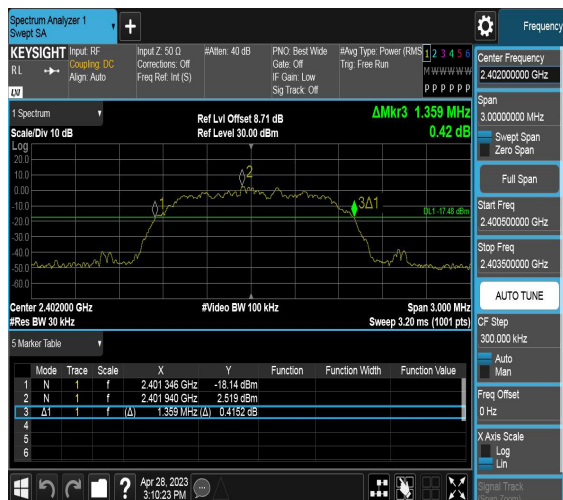 Spectrum Analyzer 1
Swept SA
Frequency
KEYSIGHT
RL
LXI
Input: RF
Coupling: DC
Align: Auto
Input Z: 50 Ω
Corrections: Off
Freq Ref: Int (S)
#Atten: 40 dB
PNO: Best Wide
Gate: Off
IF Gain: Low
Sig Track: Off
#Avg Type: Power (RMS
Trig: Free Run
1 2 3 4 5 6
M W W W W W
P P P P P P
1 Spectrum
Scale/Div 10 dB
Log
Ref Lvl Offset 8.71 dB
Ref Level 30.00 dBm
ΔMkr3 1.359 MHz
0.42 dB
20.0
10.0
0.00
-10.0
-20.0
-30.0
-40.0
-50.0
-60.0
1
2
3Δ1
DL1 -17.48 dBm
Center 2.402000 GHz
#Res BW 30 kHz
#Video BW 100 kHz
Span 3.000 MHz
Sweep 3.20 ms (1001 pts)
5 Marker Table
Mode Trace Scale X Y Function Function Width Function Value
1 N 1 f 2.401 346 GHz -18.14 dBm
2 N 1 f 2.401 940 GHz 2.519 dBm
3 Δ1 1 f (Δ) 1.359 MHz (Δ) 0.4152 dB
4
5
6
Center Frequency
2.402000000 GHz
Span
3.00000000 MHz
Swept Span
Zero Span
Full Span
Start Freq
2.400500000 GHz
Stop Freq
2.403500000 GHz
AUTO TUNE
CF Step
300.000 kHz
Auto
Man
Freq Offset
0 Hz
X Axis Scale
Log
Lin
Signal Track
(Span Zoom)
?
Apr 28, 2023
3:10:23 PM